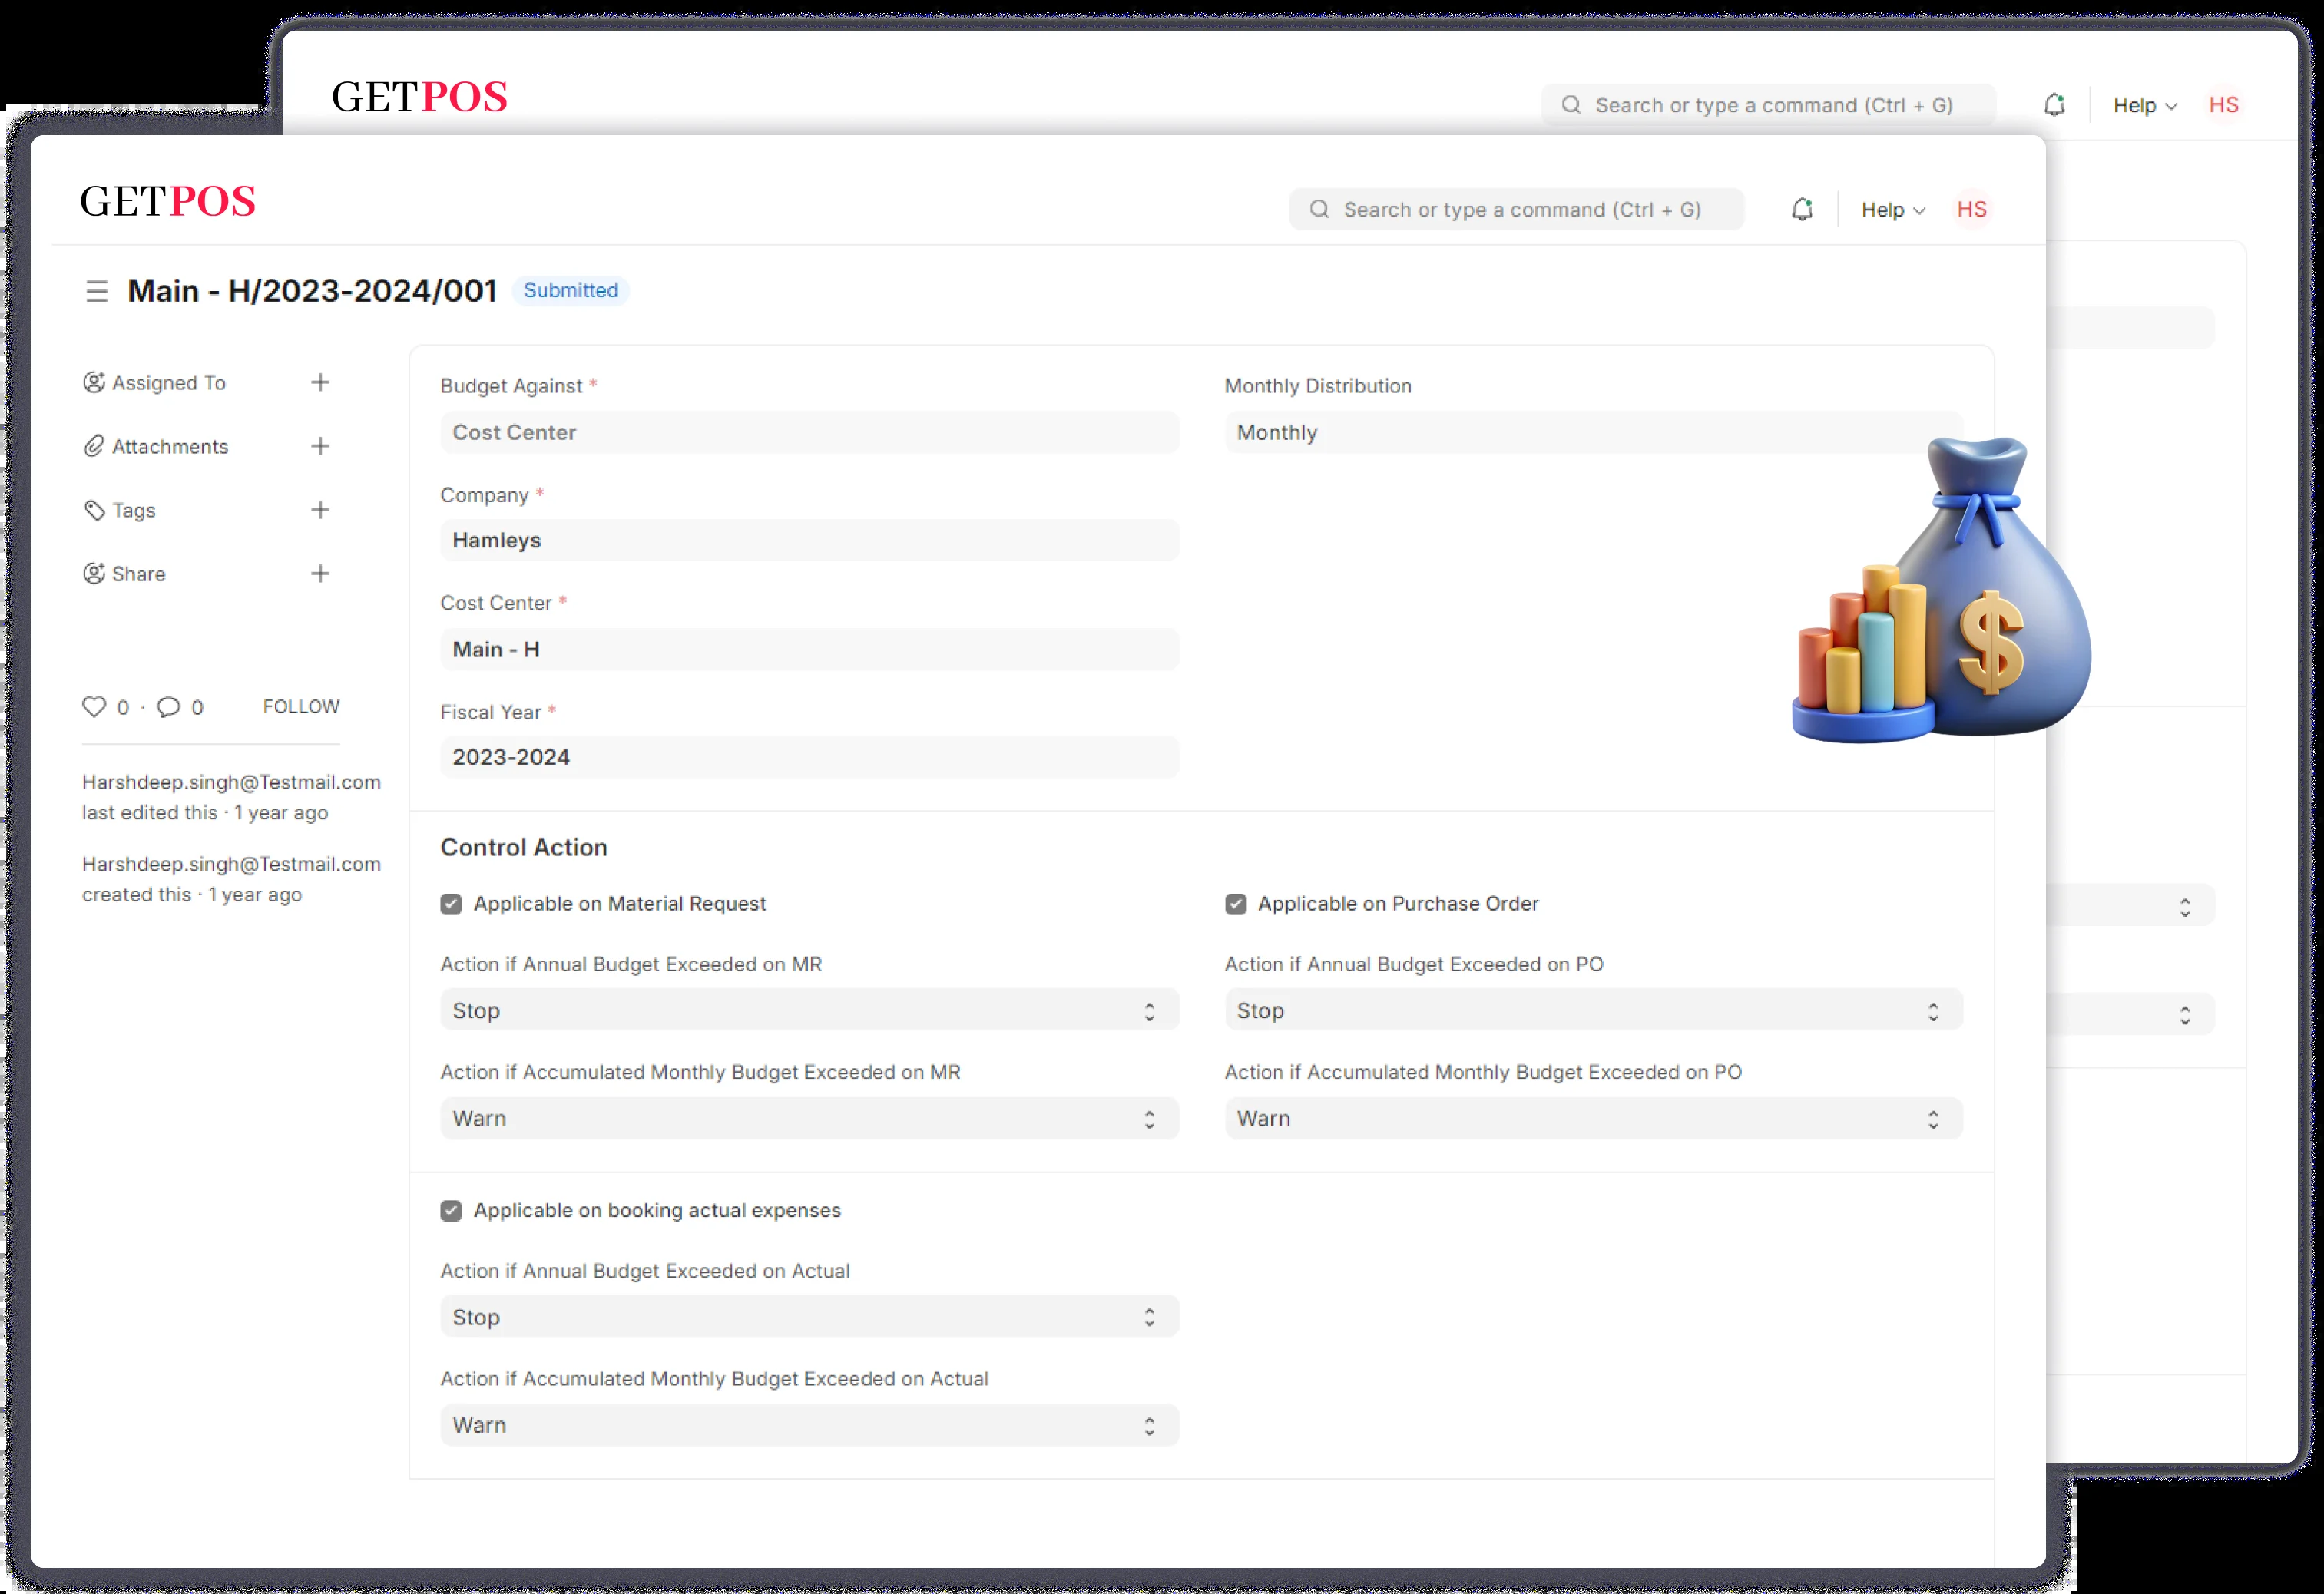 GETPOS
Search or type a command (Ctrl + G)
Help
HS
GETPOS
Search or type a command (Ctrl + G)
Help
HS
Main - H/2023-2024/001
Submitted
Assigned To
Attachments
Tags
Share
0 · 0
FOLLOW
Harshdeep.singh@Testmail.com
last edited this · 1 year ago
Harshdeep.singh@Testmail.com
created this · 1 year ago
Budget Against *
Cost Center
Monthly Distribution
Monthly
Company *
Hamleys
Cost Center *
Main - H
Fiscal Year *
2023-2024
$
Control Action
Applicable on Material Request
Action if Annual Budget Exceeded on MR
Stop
Action if Accumulated Monthly Budget Exceeded on MR
Warn
Applicable on Purchase Order
Action if Annual Budget Exceeded on PO
Stop
Action if Accumulated Monthly Budget Exceeded on PO
Warn
Applicable on booking actual expenses
Action if Annual Budget Exceeded on Actual
Stop
Action if Accumulated Monthly Budget Exceeded on Actual
Warn